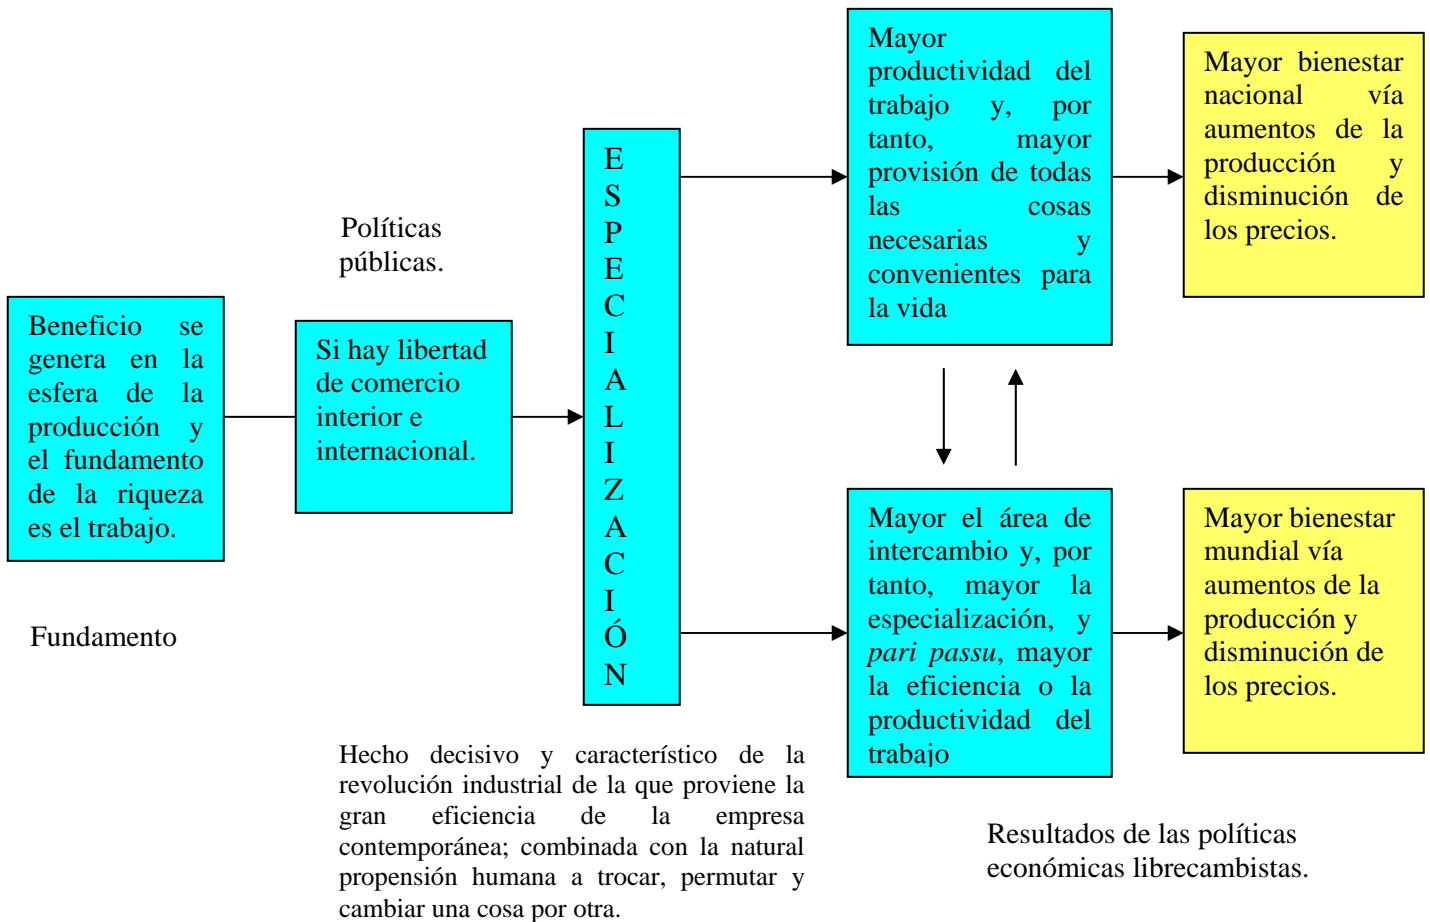 Beneficio se
genera en la
esfera de la
producción y
el fundamento
de la riqueza
es el trabajo.
Fundamento
Políticas
públicas.
Si hay libertad
de comercio
interior e
internacional.
E
S
P
E
C
I
A
L
I
Z
A
C
I
Ó
N
Hecho decisivo y característico de la
revolución industrial de la que proviene la
gran eficiencia de la empresa
contemporánea; combinada con la natural
propensión humana a trocar, permutar y
cambiar una cosa por otra.
Mayor
productividad del
trabajo y, por
tanto, mayor
provisión de todas
las cosas
necesarias y
convenientes para
la vida
Mayor bienestar
nacional vía
aumentos de la
producción y
disminución de
los precios.
Mayor el área de
intercambio y, por
tanto, mayor la
especialización, y
pari passu, mayor
la eficiencia o la
productividad del
trabajo
Mayor bienestar
mundial vía
aumentos de la
producción y
disminución de
los precios.
Resultados de las políticas
económicas librecambistas.